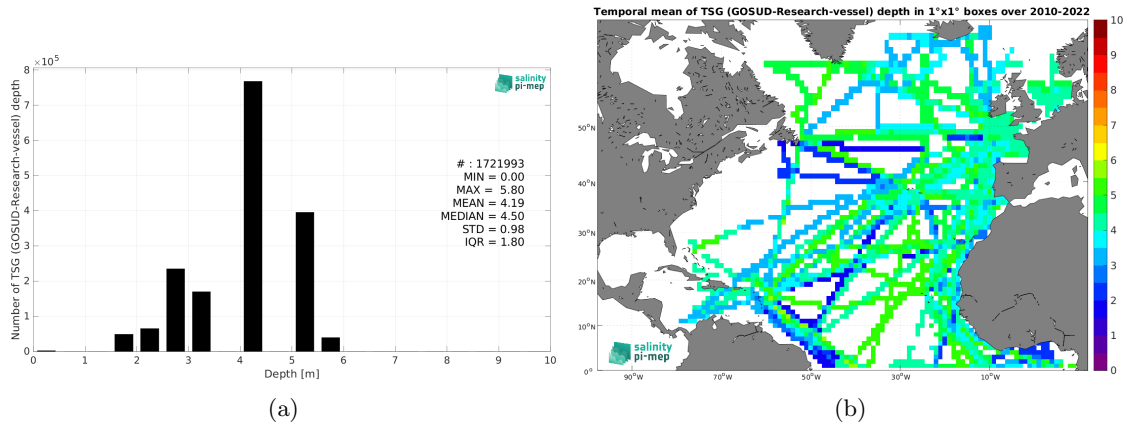 Temporal mean of TSG (GOSUD-Research-vessel) depth in 1°x1° boxes over 2010-2022
×10⁵
Number of TSG (GOSUD-Research-vessel) depth
8
7
6
5
4
3
2
1
0
salinity
pi-mep
# : 1721993
MIN = 0.00
MAX = 5.80
MEAN = 4.19
MEDIAN = 4.50
STD = 0.98
IQR = 1.80
0 1 2 3 4 5 6 7 8 9 10
Depth [m]
50°N
40°N
30°N
20°N
10°N
0°
90°W 70°W 50°W 30°W 10°W
salinity
pi-mep
10
9
8
7
6
5
4
3
2
1
0
(a)
(b)